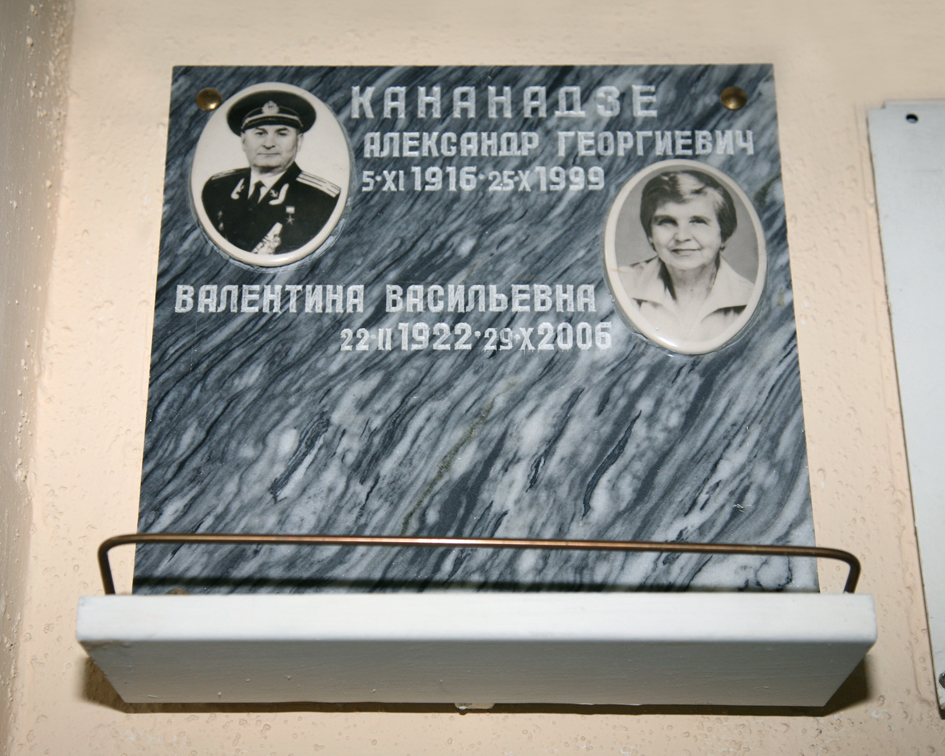 КАНАНАДЗЕ
АЛЕКСАНДР ГЕОРГИЕВИЧ
5·XI 1916·25·X 1999
ВАЛЕНТИНА ВАСИЛЬЕВНА
22·II 1922·29·X 2006